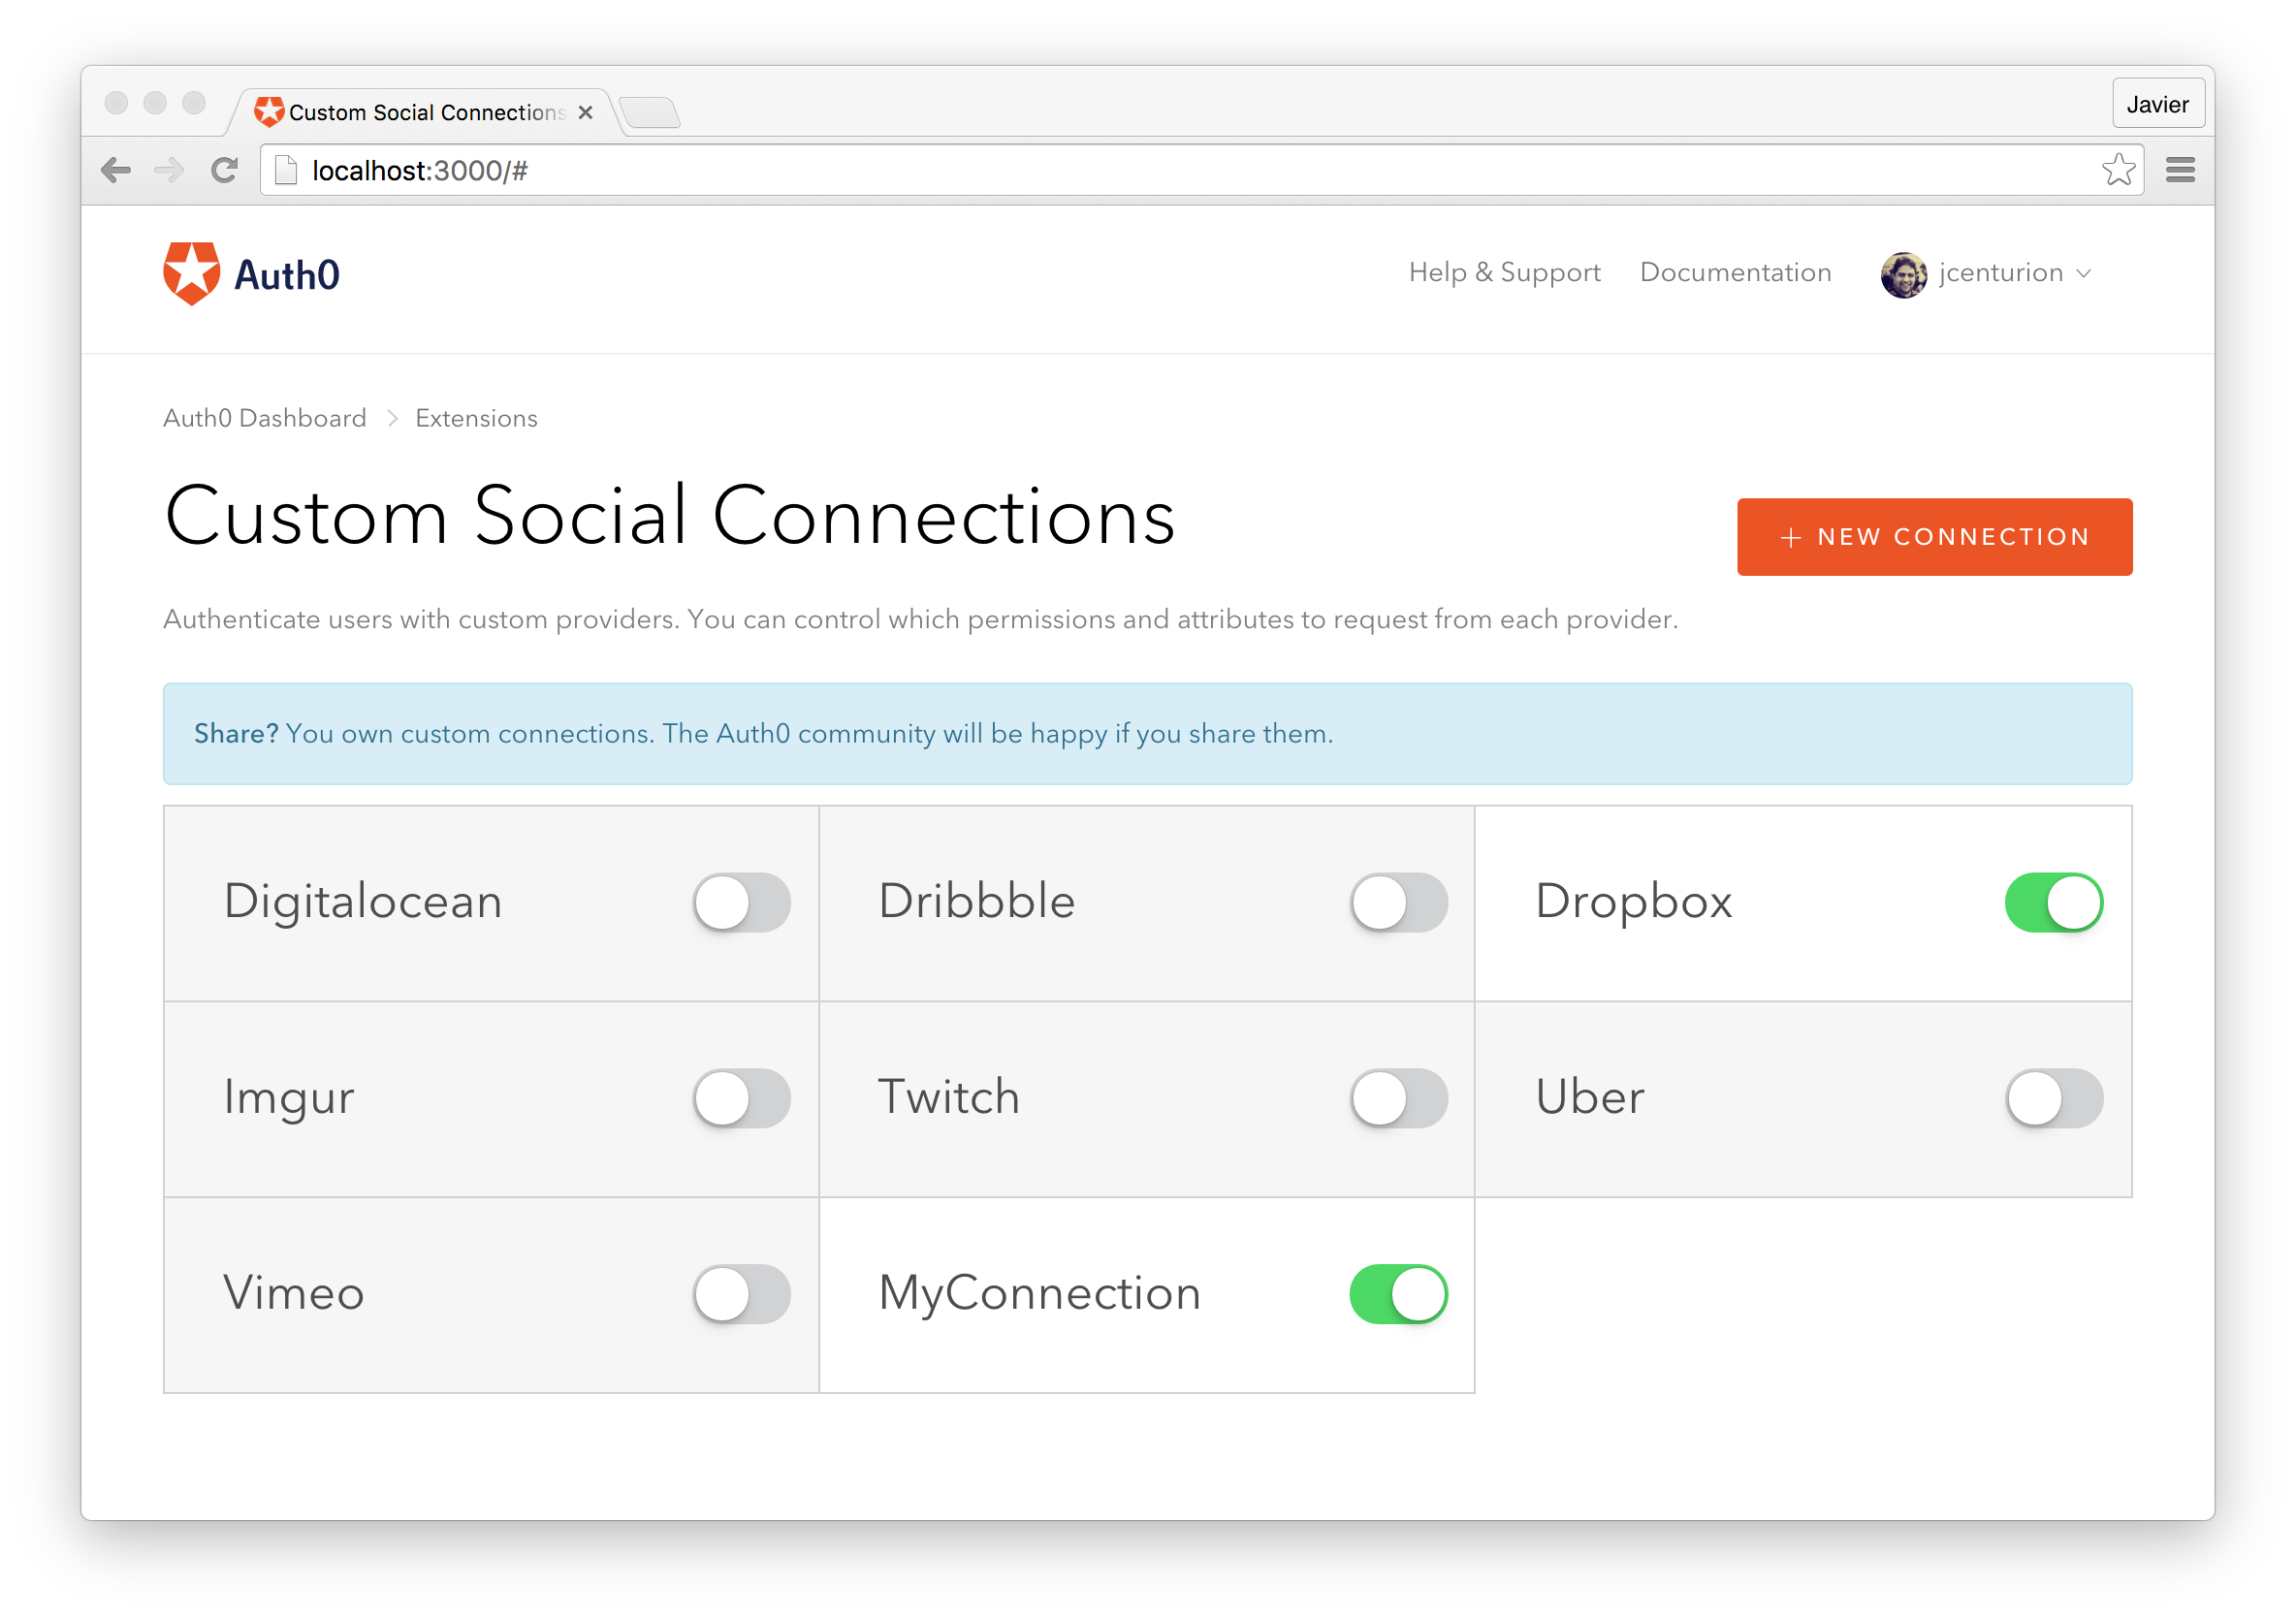 Custom Social Connections
Javier
localhost:3000/#
Auth0
Help & Support Documentation jcenturion
Auth0 Dashboard Extensions
Custom Social Connections
+ NEW CONNECTION
Authenticate users with custom providers. You can control which permissions and attributes to request from each provider.
Share? You own custom connections. The Auth0 community will be happy if you share them.
Digitalocean Dribbble Dropbox
Imgur Twitch Uber
Vimeo MyConnection